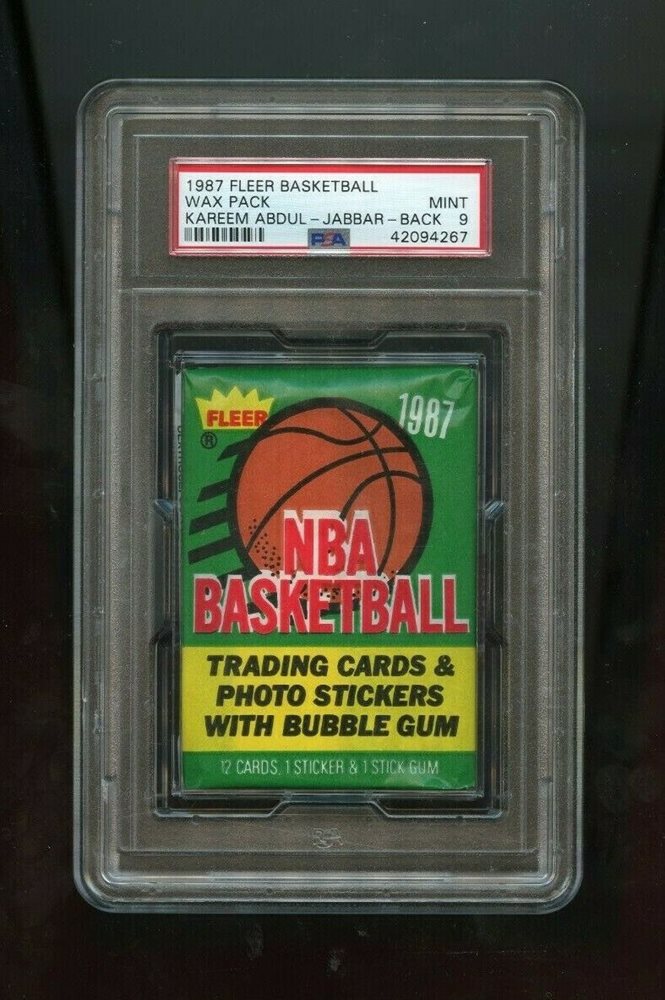 1987 FLEER BASKETBALL
WAX PACK MINT
KAREEM ABDUL-JABBAR-BACK 9
PSA 42094267
FLEER 1987
®
NBA
BASKETBALL
TRADING CARDS &
PHOTO STICKERS
WITH BUBBLE GUM
12 CARDS, 1 STICKER & 1 STICK GUM
PSA